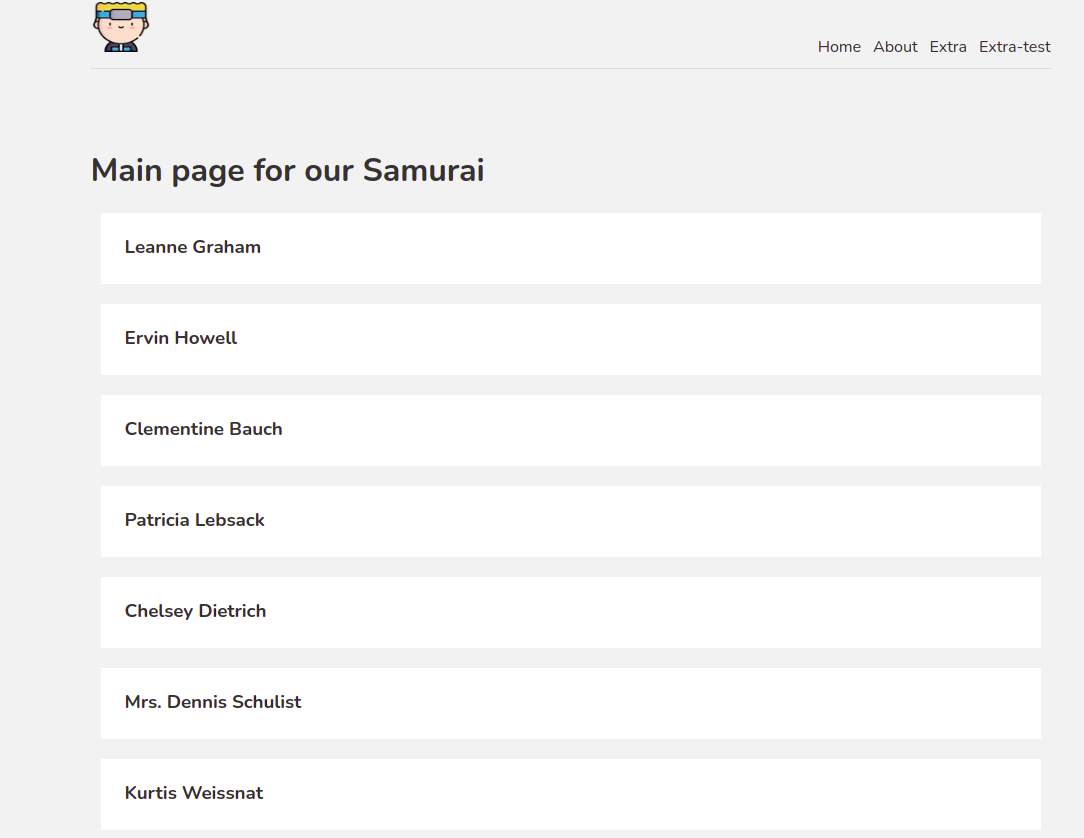 Home About Extra Extra-test
Main page for our Samurai
Leanne Graham
Ervin Howell
Clementine Bauch
Patricia Lebsack
Chelsey Dietrich
Mrs. Dennis Schulist
Kurtis Weissnat